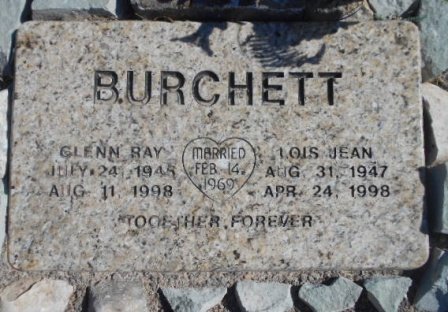 BURCHETT
GLENN RAY
JULY 24, 1945
AUG. 11 1998
MARRIED
FEB. 14,
1969
LOIS JEAN
AUG. 31, 1947
APR. 24, 1998
"TOGETHER FOREVER"